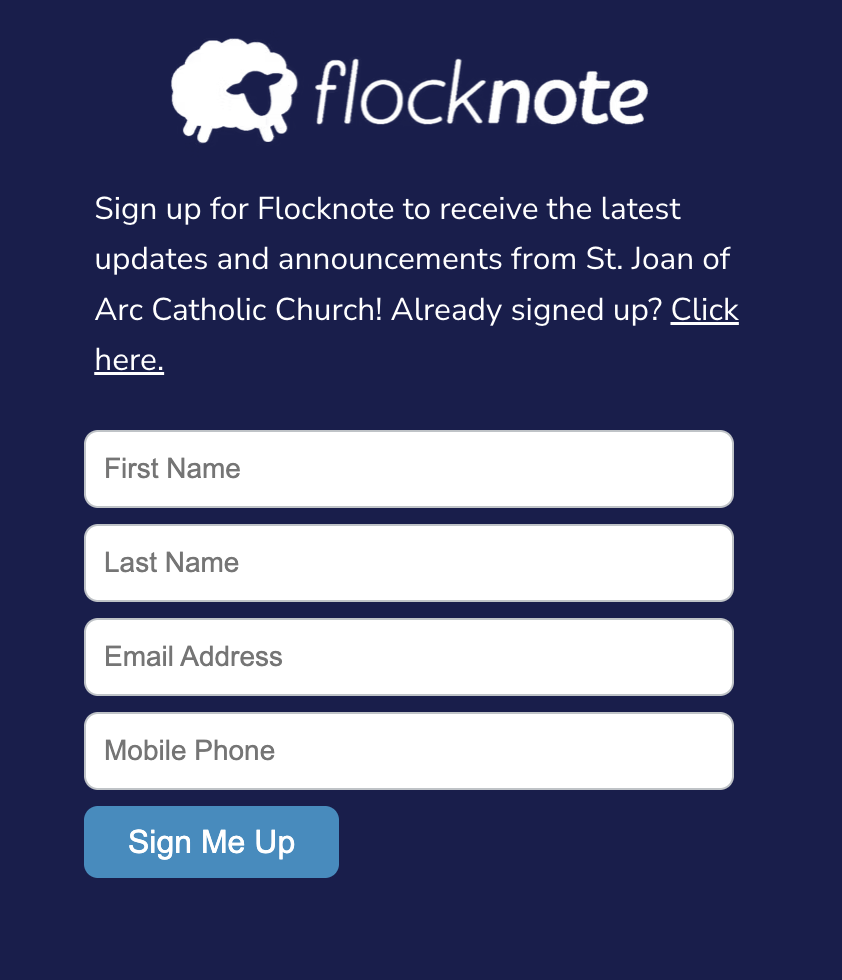 flocknote
Sign up for Flocknote to receive the latest
updates and announcements from St. Joan of
Arc Catholic Church! Already signed up? Click
here.
First Name
Last Name
Email Address
Mobile Phone
Sign Me Up